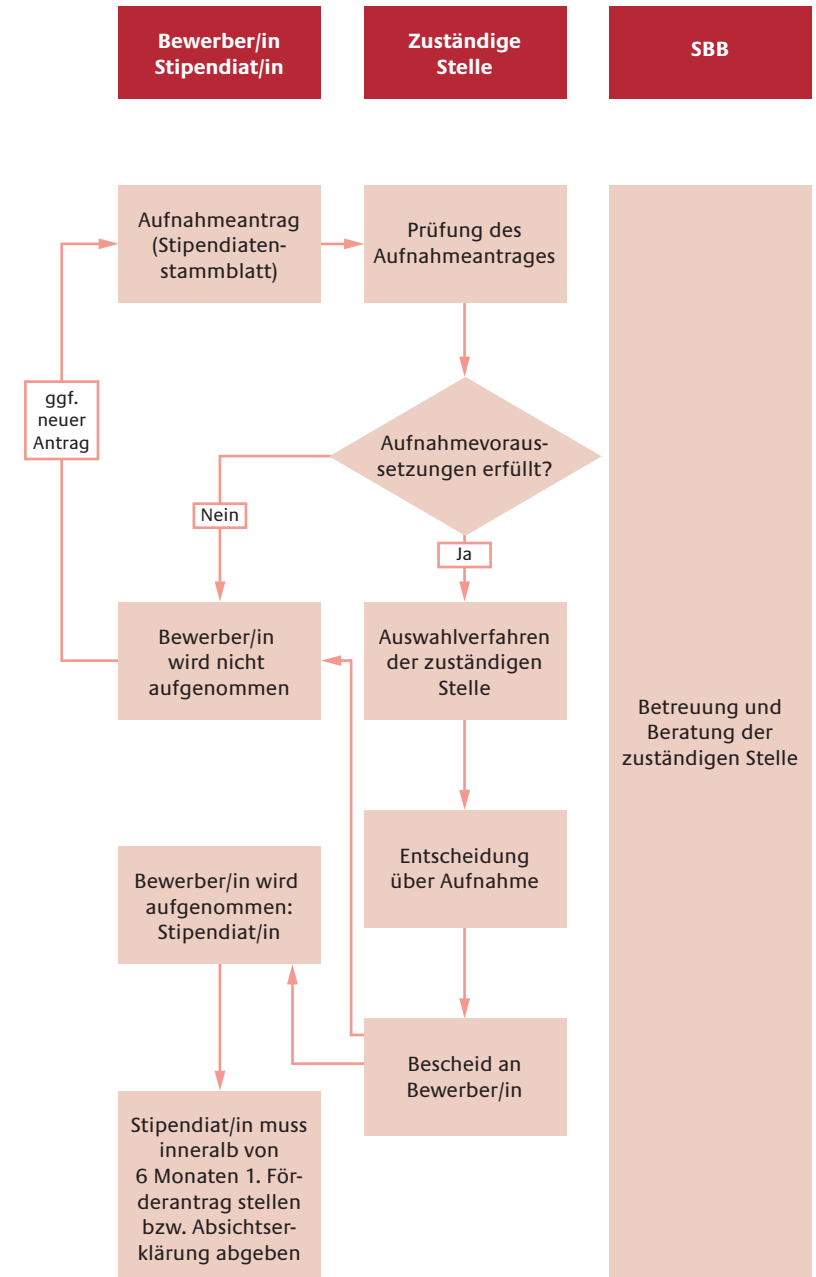 Bewerber/in
Stipendiat/in
Zuständige
Stelle
SBB
Aufnahmeantrag
(Stipendiaten-
stammblatt)
Prüfung des
Aufnahmeantrages
ggf.
neuer
Antrag
Aufnahmevoraus-
setzungen erfüllt?
Nein
Ja
Bewerber/in
wird nicht
aufgenommen
Auswahlverfahren
der zuständigen
Stelle
Betreuung und
Beratung der
zuständigen Stelle
Entscheidung
über Aufnahme
Bewerber/in wird
aufgenommen:
Stipendiat/in
Bescheid an
Bewerber/in
Stipendiat/in muss
inneralb von
6 Monaten 1. För-
derantrag stellen
bzw. Absichtser-
klärung abgeben